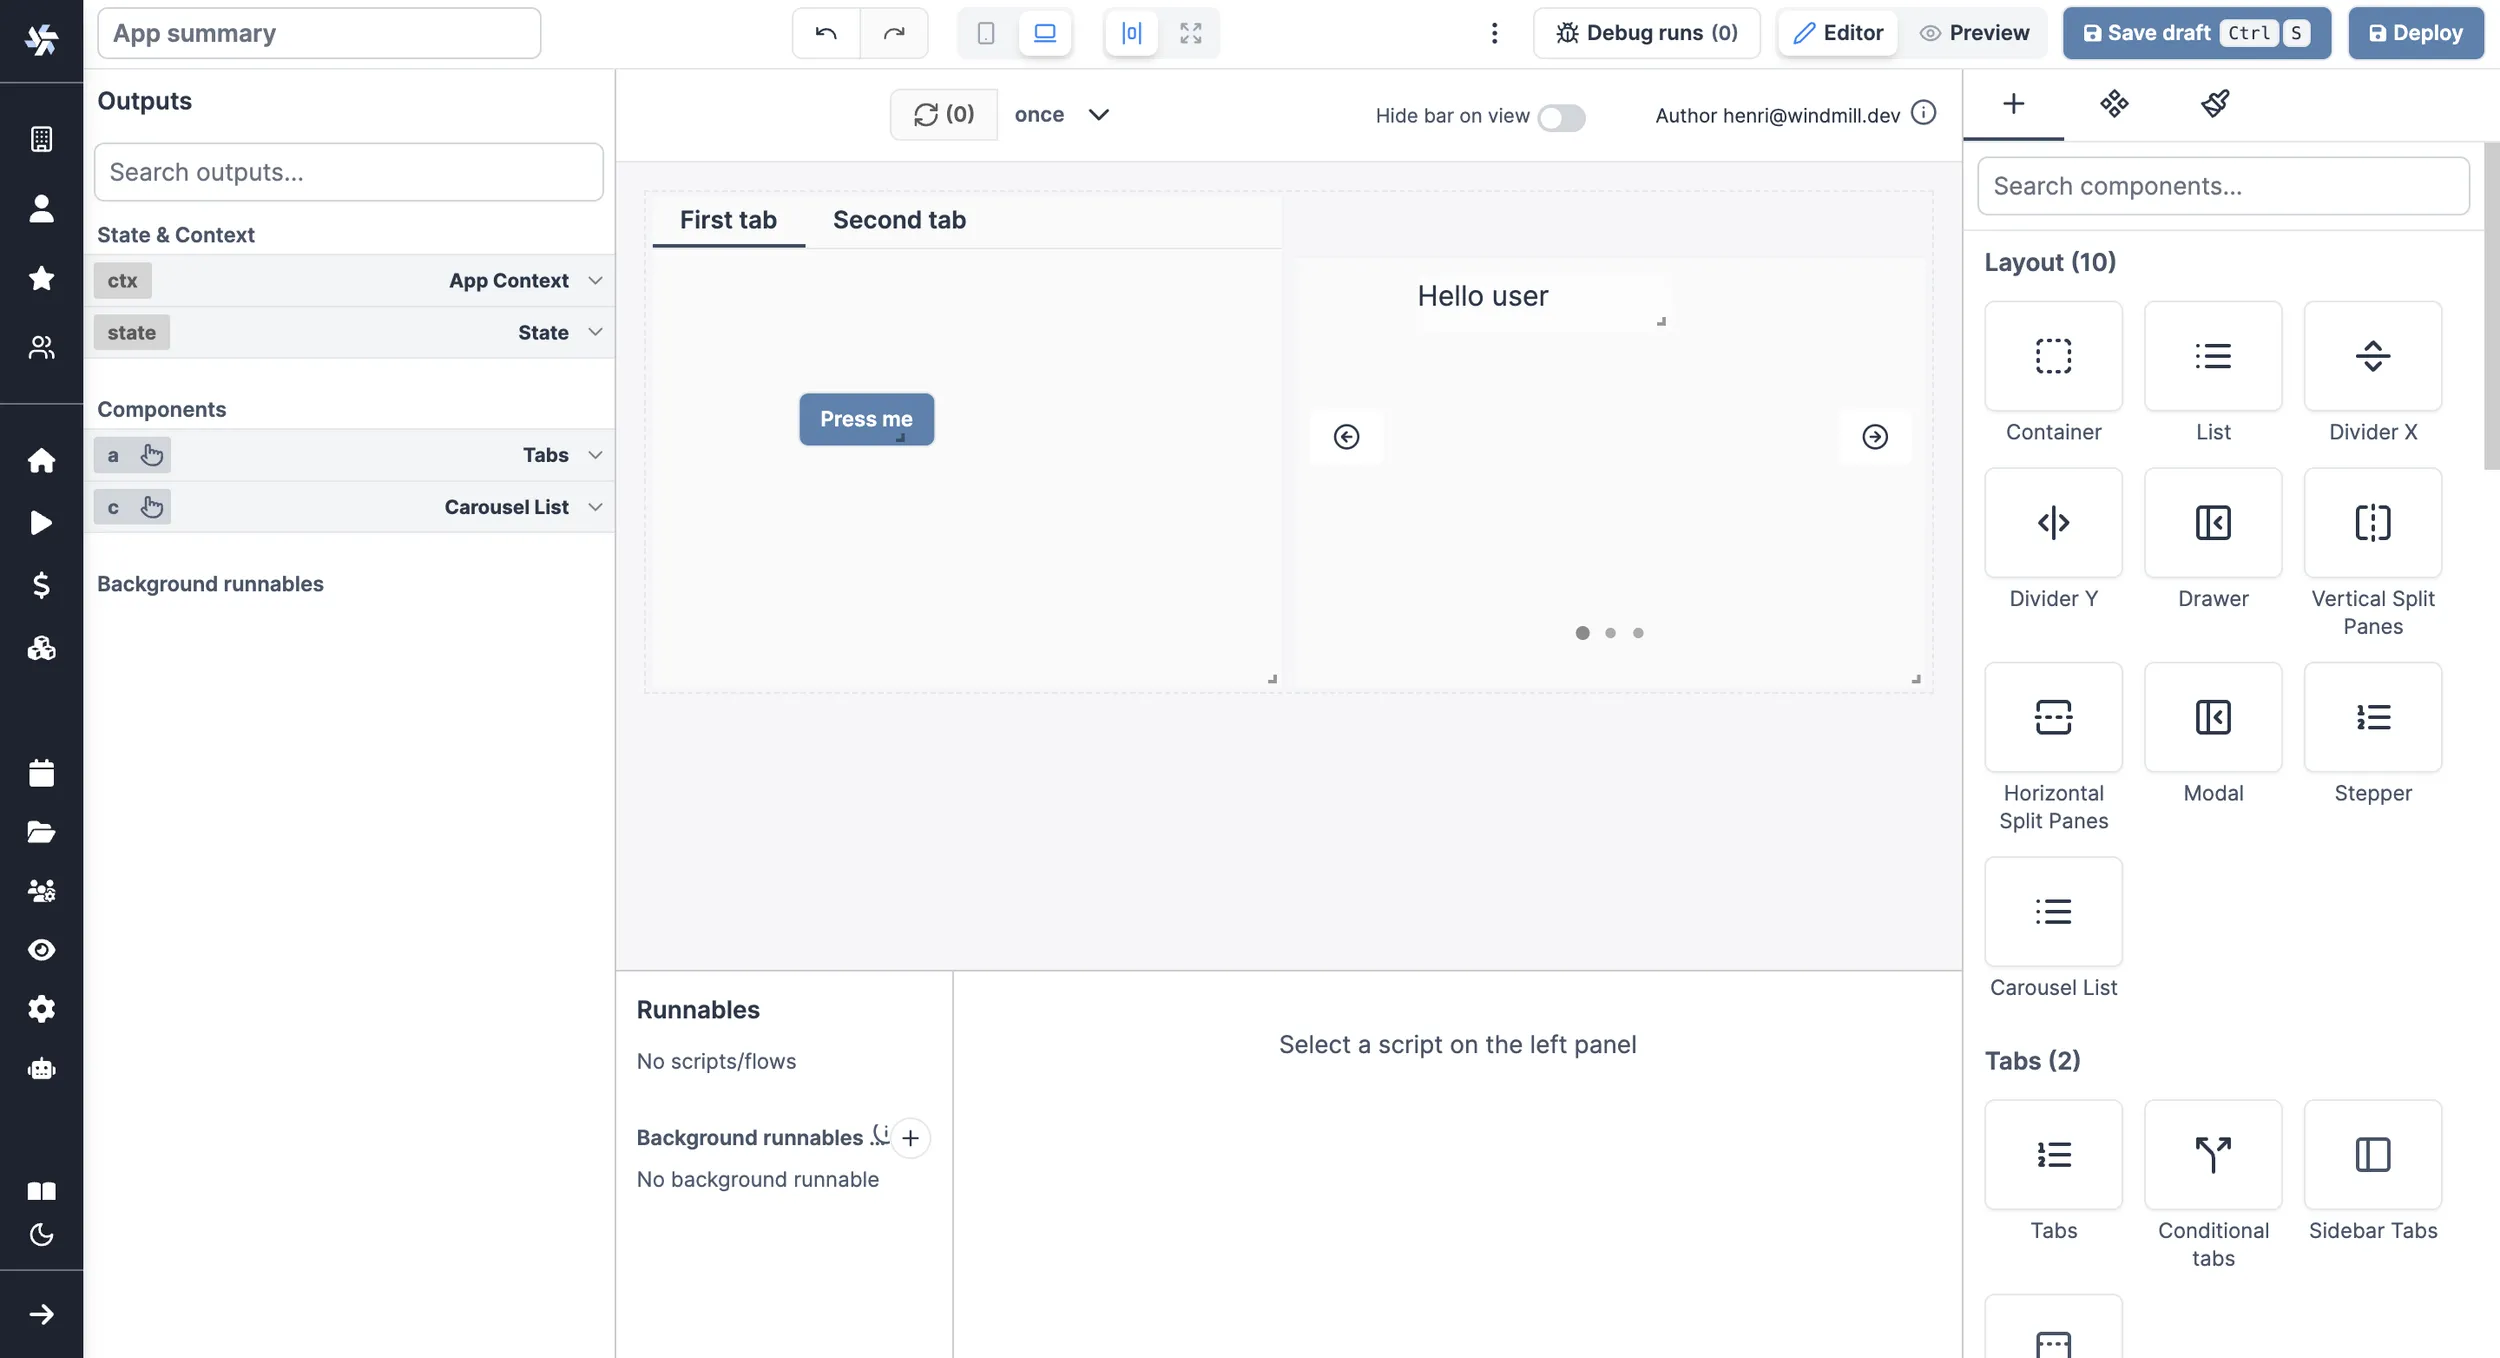 App summary
Debug runs (0)
Editor
Preview
Save draft Ctrl S
Deploy
Outputs
Search outputs...
State & Context
ctx App Context
state State
Components
a Tabs
c Carousel List
Background runnables
(0) once
Hide bar on view
Author henri@windmill.dev
First tab Second tab
Press me
Hello user
Runnables
No scripts/flows
Background runnables ...
No background runnable
Select a script on the left panel
Search components...
Layout (10)
Container List Divider X
Divider Y Drawer Vertical Split
Panes
Horizontal
Split Panes
Modal
Stepper
Carousel List
Tabs (2)
Tabs
Conditional
tabs
Sidebar Tabs